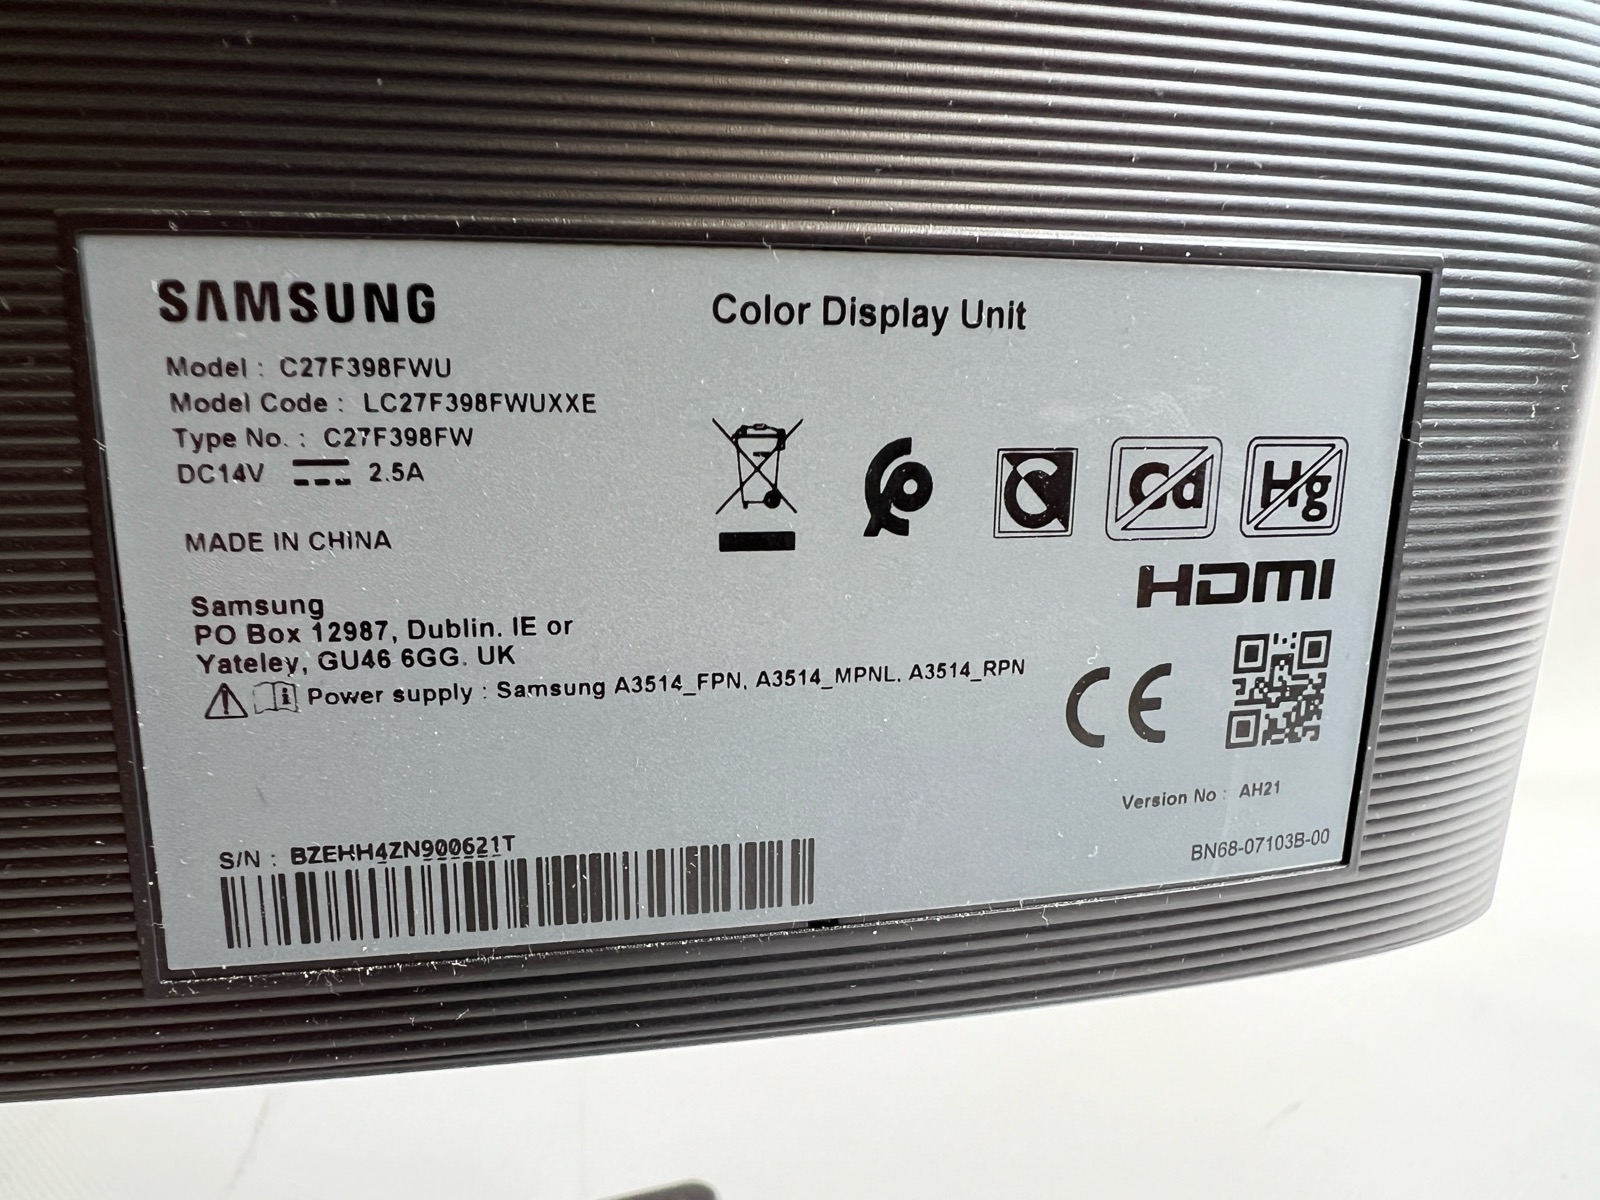 SAMSUNG
Color Display Unit
Model : C27F398FWU
Model Code : LC27F398FWUXXE
Type No. : C27F398FW
DC14V 2.5A
MADE IN CHINA
Cd
Hg
HDMI
Samsung
PO Box 12987, Dublin. IE or
Yateley, GU46 6GG. UK
Power supply : Samsung A3514_FPN, A3514_MPNL, A3514_RPN
CE
Version No : AH21
S/N : BZEHH4ZN900621T
BN68-07103B-00